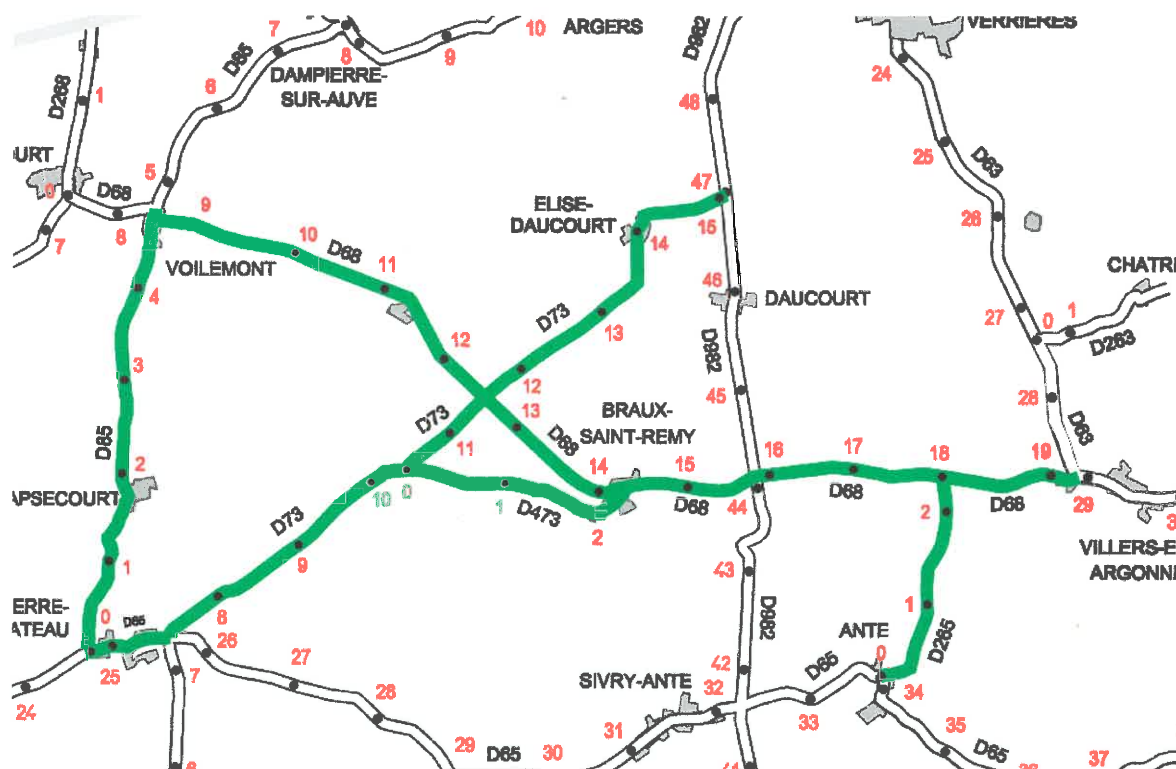 7
8
9
10
ARGERS
D85
D982
VERRIERES
6
DAMPIERRE-
SUR-AUVE
24
1
48
D268
25
D63
5
47
URT
0
D68
9
ELISE-
DAUCOURT
14
15
26
7
8
10
D68
11
VOILEMONT
4
46
DAUCOURT
CHATRE
27
0
1
D263
D73
13
12
D982
3
12
45
28
BRAUX-
SAINT-REMY
D73
11
13
D68
D63
D85
2
14
15
16
17
18
19
APSECOURT
10
0
1
D473
D68
44
D68
D68
29
2
2
D73
9
VILLERS-E
ARGONNE
43
1
ERRE-
ATEAU
0
D65
8
1
D982
ANTE
D265
25
26
7
27
42
D65
0
SIVRY-ANTE
32
34
24
28
33
31
35
29
D65
30
D65
37